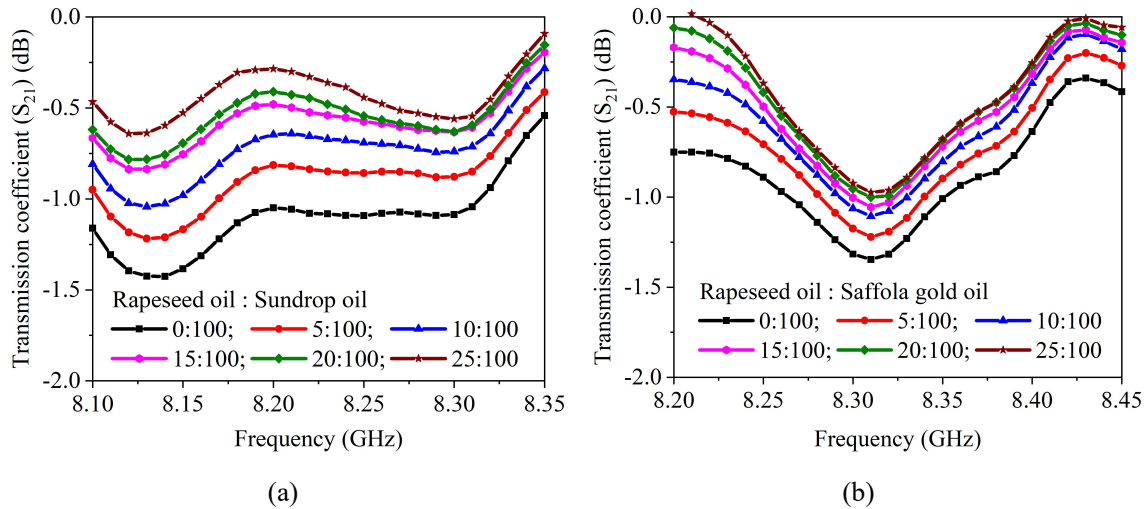 Transmission coefficient (S21) (dB)
0.0
-0.5
-1.0
-1.5
-2.0
Rapeseed oil : Sundrop oil
0:100; 5:100; 10:100
15:100; 20:100; 25:100
8.10 8.15 8.20 8.25 8.30 8.35
Frequency (GHz)
(a)
Transmission coefficient (S21) (dB)
0.0
-0.5
-1.0
-1.5
-2.0
Rapeseed oil : Saffola gold oil
0:100; 5:100; 10:100
15:100; 20:100; 25:100
8.20 8.25 8.30 8.35 8.40 8.45
Frequency (GHz)
(b)